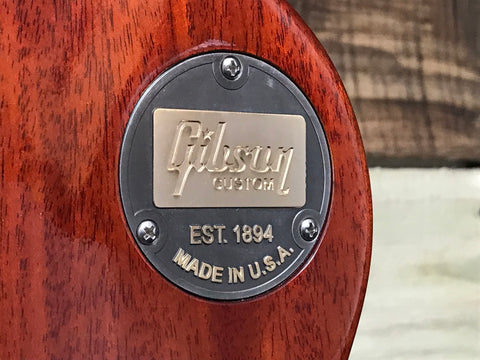 Gibson
CUSTOM
EST. 1894
MADE IN U.S.A.